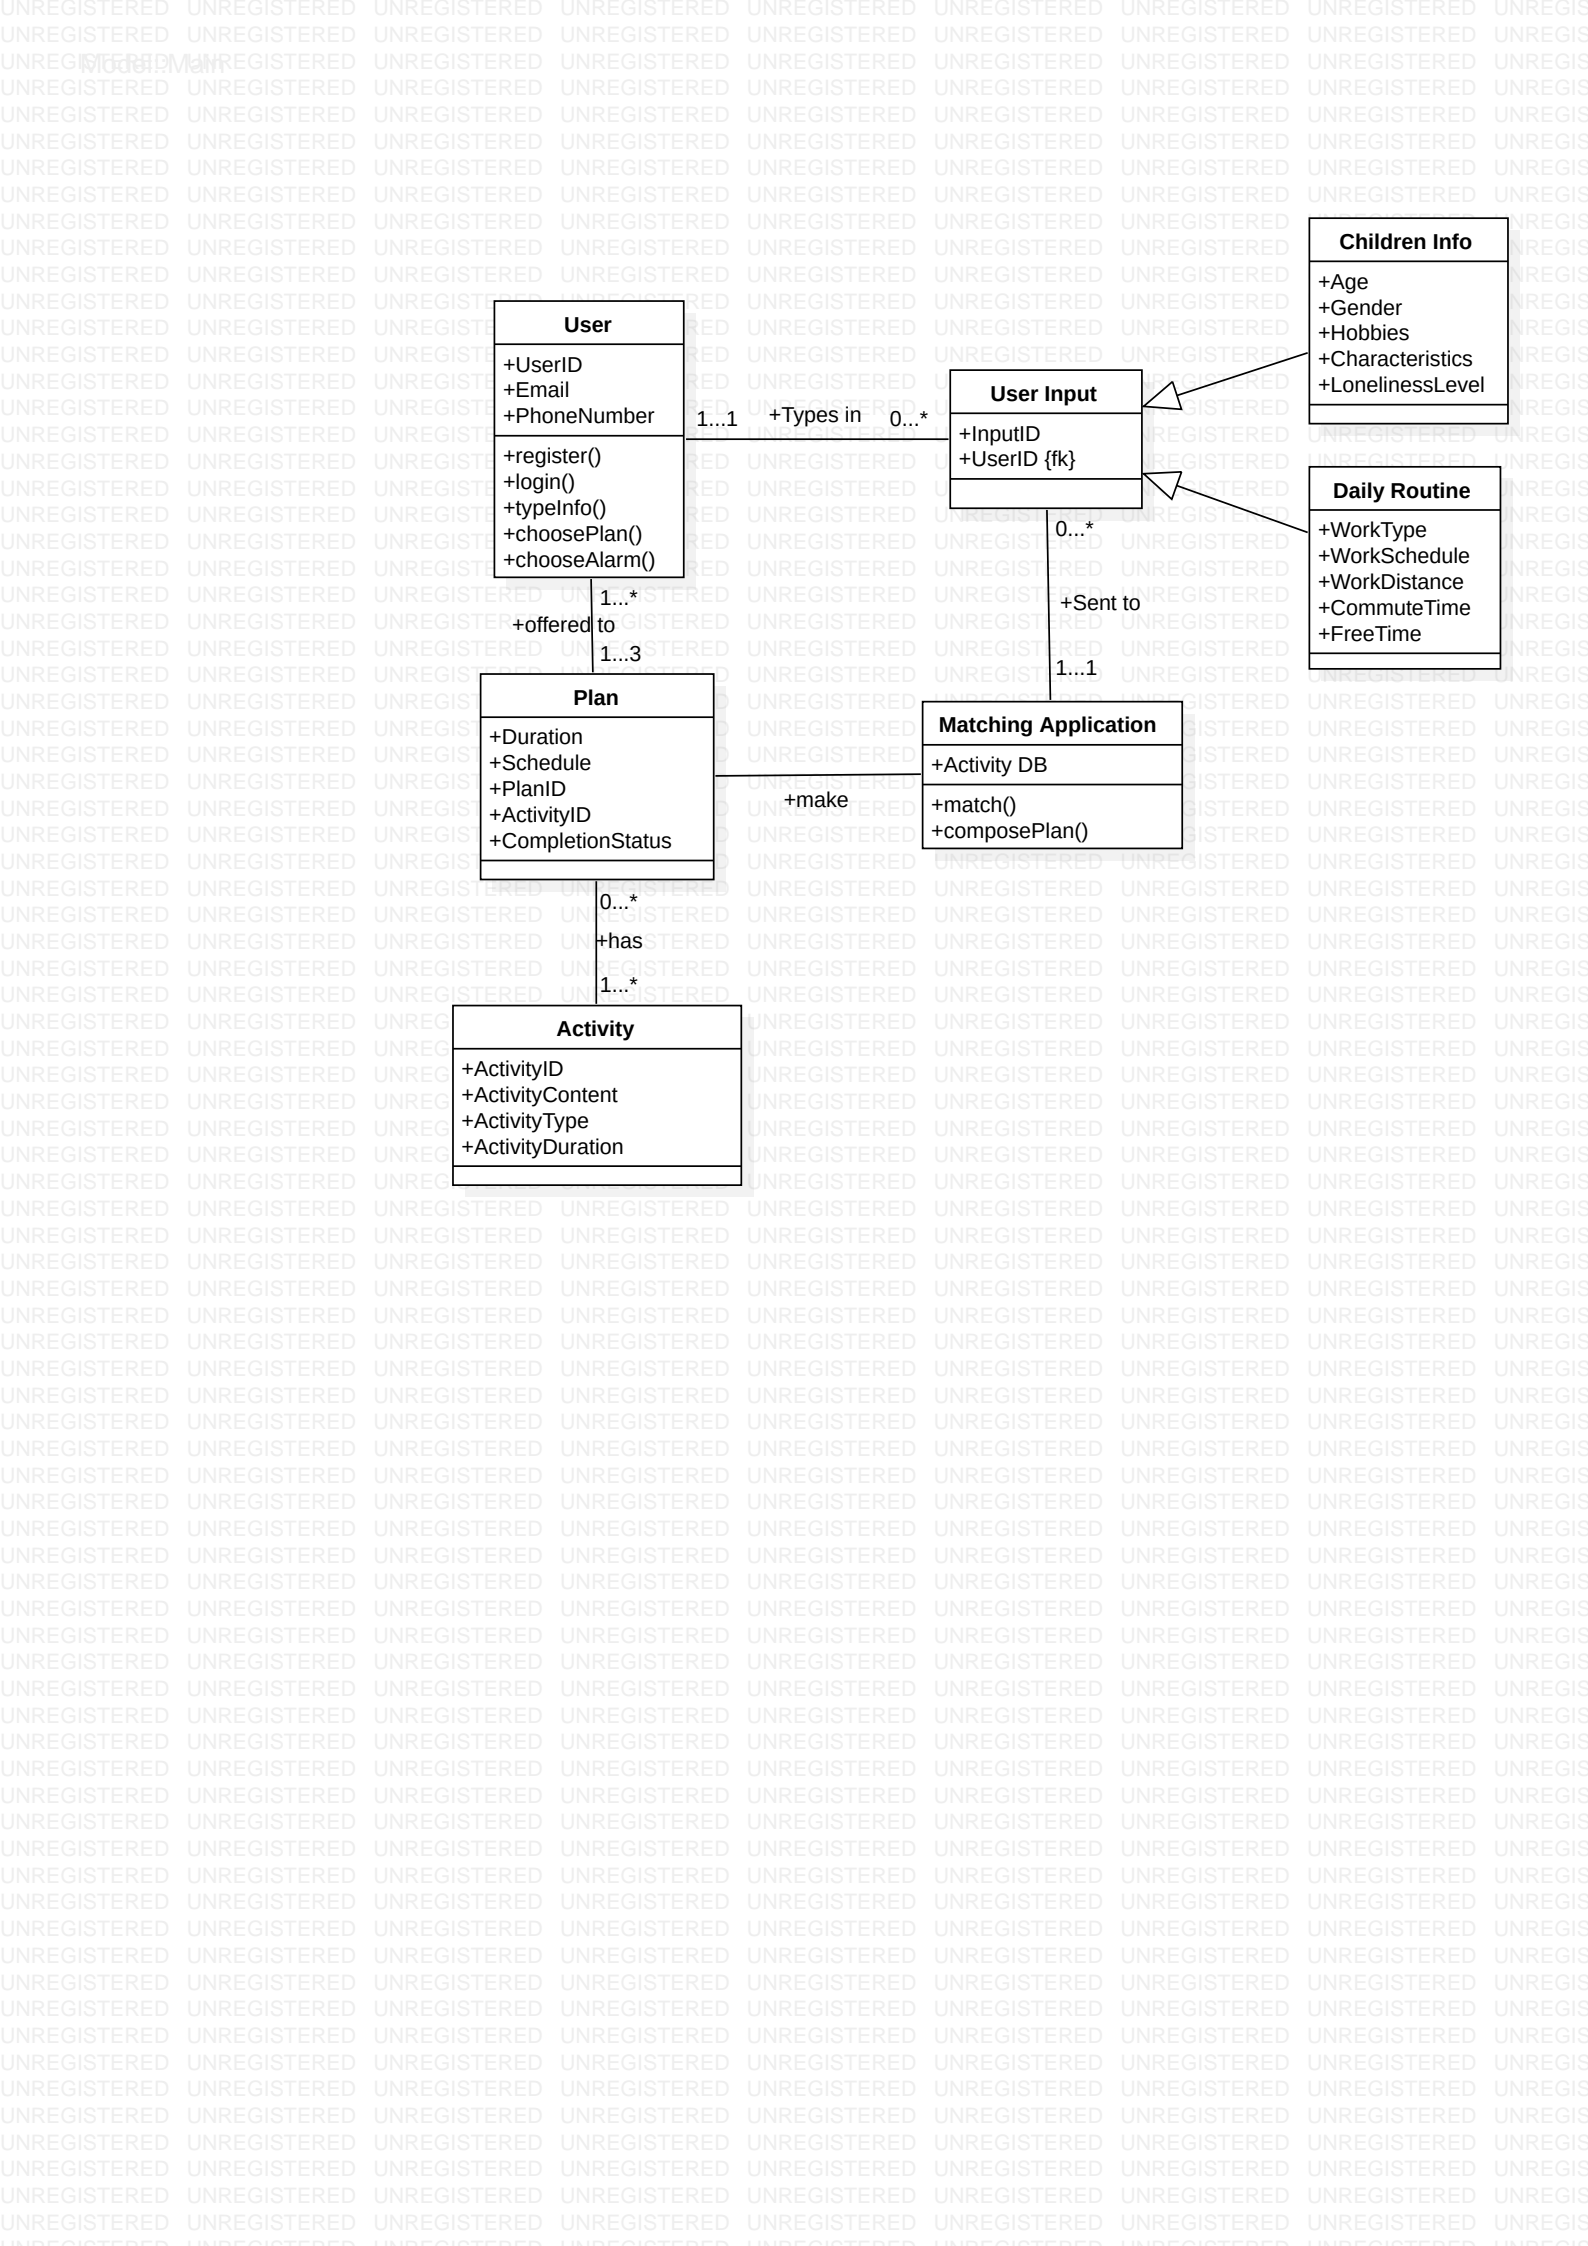 Model::Main
Children Info
+Age
+Gender
+Hobbies
+Characteristics
+LonelinessLevel
User
+UserID
+Email
+PhoneNumber
+register()
+login()
+typeInfo()
+choosePlan()
+chooseAlarm()
1...1
+Types in
0...*
User Input
+InputID
+UserID {fk}
Daily Routine
+WorkType
+WorkSchedule
+WorkDistance
+CommuteTime
+FreeTime
0...*
+Sent to
1...1
1...*
+offered to
1...3
Plan
+Duration
+Schedule
+PlanID
+ActivityID
+CompletionStatus
+make
Matching Application
+Activity DB
+match()
+composePlan()
0...*
+has
1...*
Activity
+ActivityID
+ActivityContent
+ActivityType
+ActivityDuration
UNREGISTERED